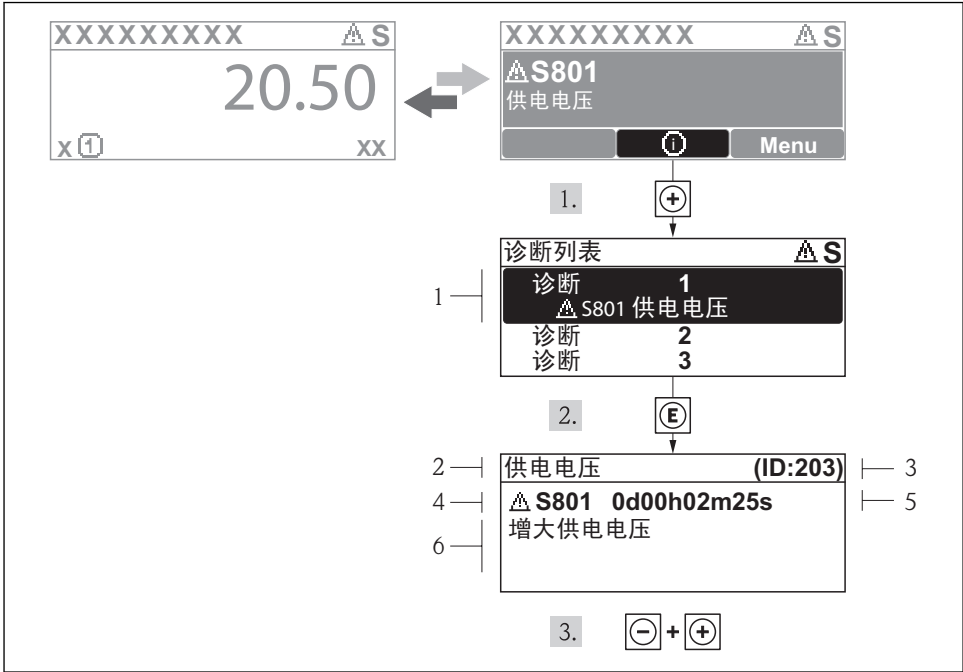 XXXXXXXXX ⚠ S
20.50
x ① XX
XXXXXXXXX ⚠ S
⚠ S801
供电电压
ⓘ Menu
1. +
诊断列表 ⚠ S
1
诊断 1
⚠ S801 供电电压
诊断 2
诊断 3
2. E
2 供电电压 (ID:203) 3
4 ⚠ S801 0d00h02m25s 5
6 增大供电电压
3. - + +